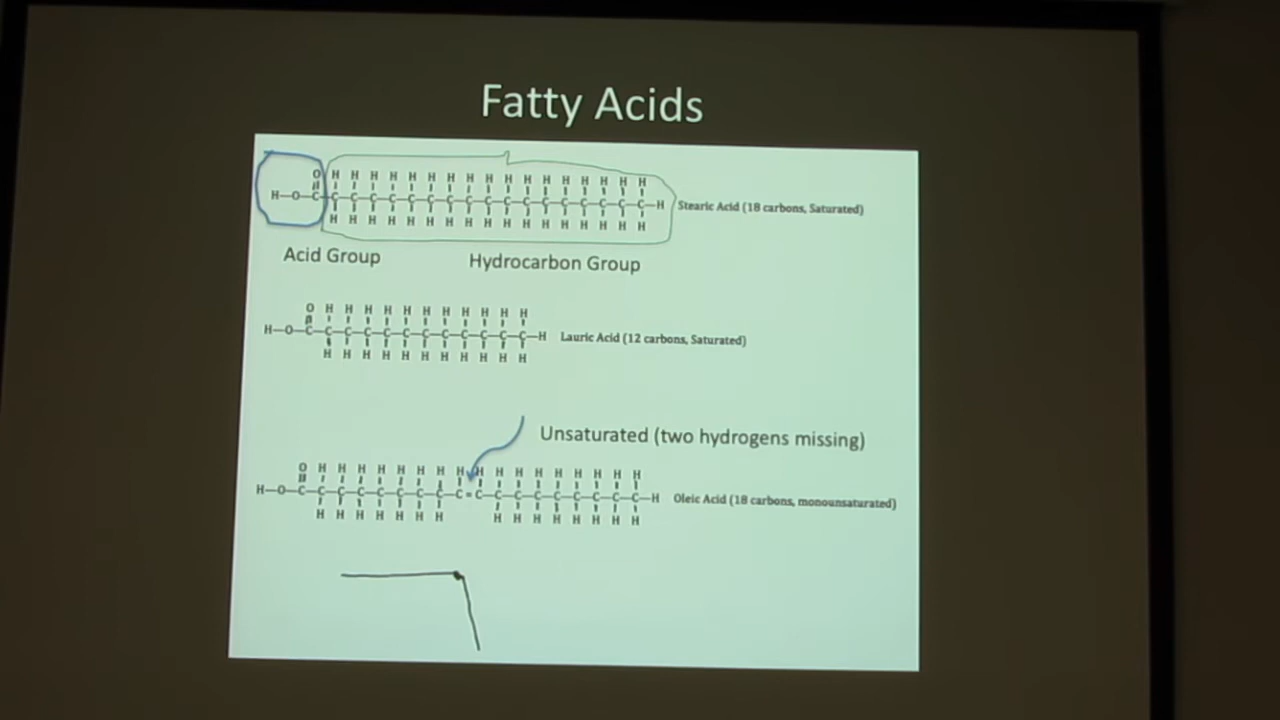 Fatty Acids
O H H H H H H H H H H H H H H H H H
H—O—C—C—C—C—C—C—C—C—C—C—C—C—C—C—C—C—C—C—H Stearic Acid (18 carbons, Saturated)
H H H H H H H H H H H H H H H H H
Acid Group Hydrocarbon Group
O H H H H H H H H H H H
H—O—C—C—C—C—C—C—C—C—C—C—C—C—H Lauric Acid (12 carbons, Saturated)
H H H H H H H H H H H
Unsaturated (two hydrogens missing)
O H H H H H H H H H H H H H H H H H
H—O—C—C—C—C—C—C—C—C—C=C—C—C—C—C—C—C—C—C—H Oleic Acid (18 carbons, monounsaturated)
H H H H H H H H H H H H H H H